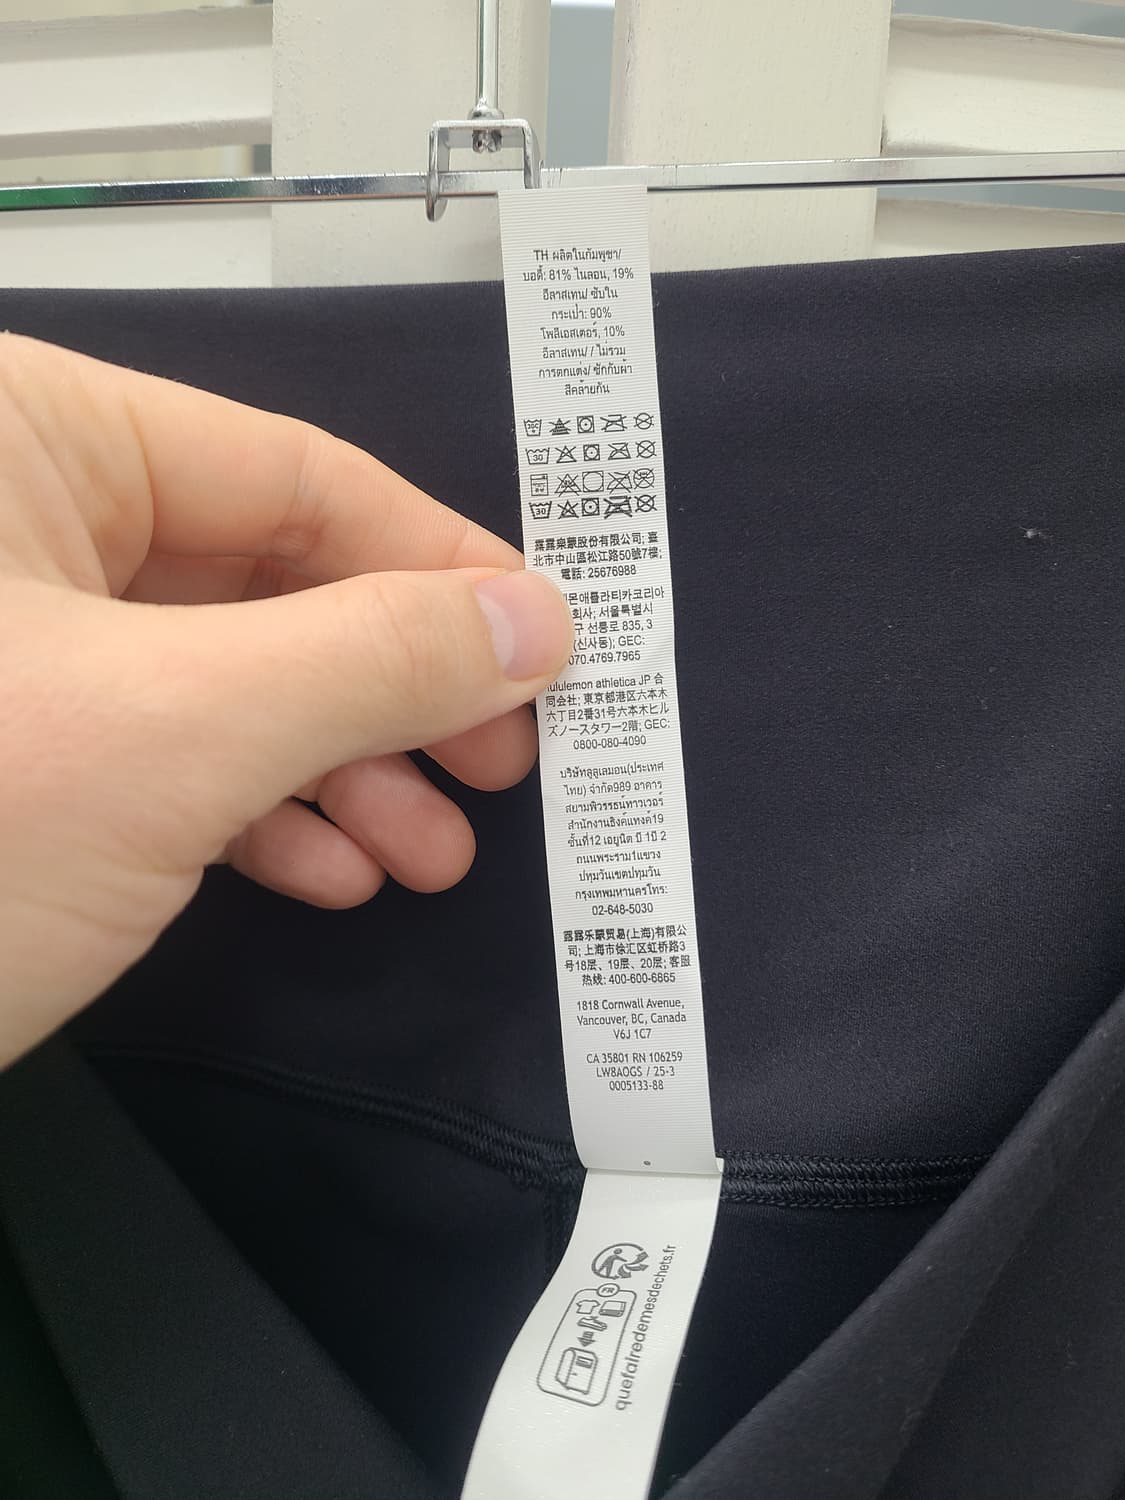 TH ผลิตในกัมพูชา/
บอดี้: 81% ไนลอน, 19%
อีลาสเทน/ ซับใน
กระเป๋า: 90%
โพลีเอสเตอร์, 10%
อีลาสเทน/ / ไม่รวม
การตกแต่ง/ ซักกับผ้า
สีคล้ายกัน
30
30
露露樂蒙股份有限公司; 臺
北市中山區松江路50號7樓;
電話: 25676988
몬애틀라티카코리아
회사; 서울특별시
구 선릉로 835, 3
(신사동); GEC:
070.4769.7965
lululemon athletica JP 合
同会社; 東京都港区六本木
六丁目2番31号六本木ヒル
ズノースタワー2階; GEC:
0800-080-4090
บริษัทลูลูเลมอน(ประเทศ
ไทย) จำกัด989 อาคาร
สยามพิวรรธน์ทาวเวอร์
สำนักงานธิงค์แทงค์19
ชั้นที่12 เอยูนิต บี 1บี 2
ถนนพระราม1แขวง
ปทุมวันเขตปทุมวัน
กรุงเทพมหานครโทร:
02-648-5030
露露乐蒙贸易(上海)有限公
司; 上海市徐汇区虹桥路3
号18层、19层、20层; 客服
热线: 400-600-6865
1818 Cornwall Avenue,
Vancouver, BC, Canada
V6J 1C7
CA 35801 RN 106259
LW8AOGS / 25-3
0005133-88
FR
quefairedemesdechets.fr